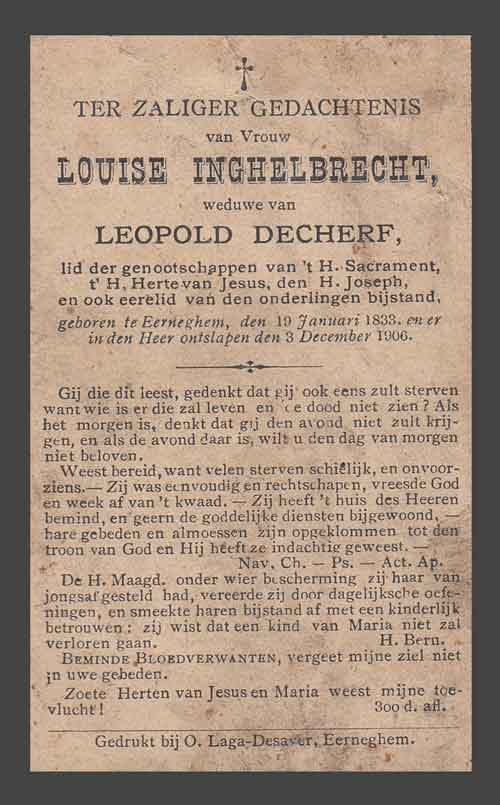 TER ZALIGER GEDACHTENIS
van Vrouw
LOUISE INGHELBRECHT,
weduwe van
LEOPOLD DECHERF,
lid der genootschappen van 't H. Sacrament,
t' H. Herte van Jesus, den H. Joseph,
en ook eerelid van den onderlingen bijstand,
geboren te Eerneghem, den 19 Januari 1833. en er
in den Heer ontslapen den 3 December 1906.
Gij die dit leest, gedenkt dat gij ook eens zult sterven
want wie is er die zal leven en de dood niet zien? Als
het morgen is, denkt dat gij den avond niet zult krij-
gen, en als de avond daar is, wilt u den dag van morgen
niet beloven.
Weest bereid, want velen sterven schielijk, en onvoor-
ziens. — Zij was eenvoudig en rechtschapen, vreesde God
en week af van 't kwaad. — Zij heeft 't huis des Heeren
bemind, en geern de goddelijke diensten bijgewoond, —
hare gebeden en almoessen zijn opgeklommen tot den
troon van God en Hij heeft ze indachtig geweest. —
Nav. Ch. — Ps. — Act. Ap.
De H. Maagd. onder wier bescherming zij haar van
jongsaf gesteld had, vereerde zij door dagelijksche oefe-
ningen, en smeekte haren bijstand af met een kinderlijk
betrouwen: zij wist dat een kind van Maria niet zal
verloren gaan. H. Bern.
BEMINDE BLOEDVERWANTEN, vergeet mijne ziel niet
in uwe gebeden.
Zoete Herten van Jesus en Maria weest mijne toe-
vlucht! 300 d. afl.
Gedrukt bij O. Laga-Desaver, Eerneghem.